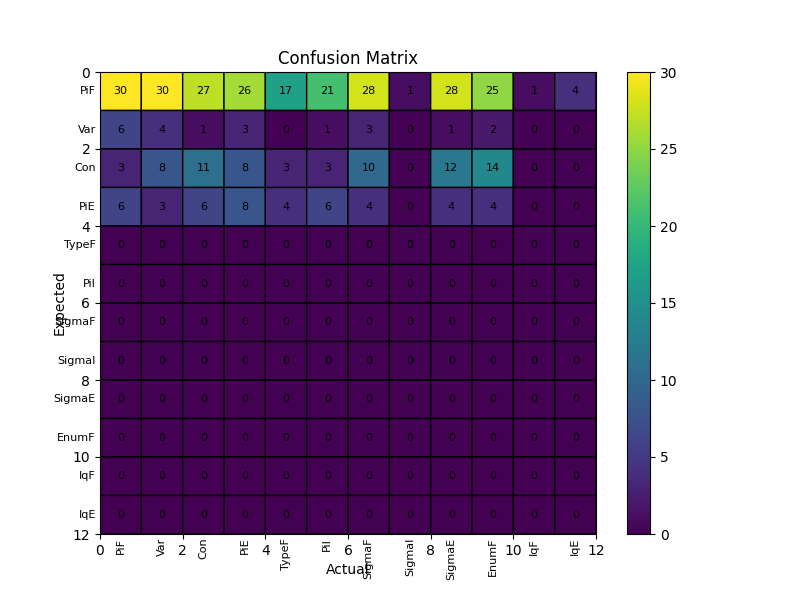 Confusion Matrix
0
PiF 30 30 27 26 17 21 28 1 28 25 1 4
Var 6 4 1 3 0 1 3 0 1 2 0 0
2
Con 3 8 11 8 3 3 10 0 12 14 0 0
PiE 6 3 6 8 4 6 4 0 4 4 0 0
4
TypeF 0 0 0 0 0 0 0 0 0 0 0 0
PiI 0 0 0 0 0 0 0 0 0 0 0 0
6
SigmaF 0 0 0 0 0 0 0 0 0 0 0 0
SigmaI 0 0 0 0 0 0 0 0 0 0 0 0
8
SigmaE 0 0 0 0 0 0 0 0 0 0 0 0
EnumF 0 0 0 0 0 0 0 0 0 0 0 0
10
IqF 0 0 0 0 0 0 0 0 0 0 0 0
IqE 0 0 0 0 0 0 0 0 0 0 0 0
12
Expected
0 2 4 6 8 10 12
PiF Var Con PiE TypeF PiI SigmaF SigmaI SigmaE EnumF IqF IqE
Actual
30
25
20
15
10
5
0